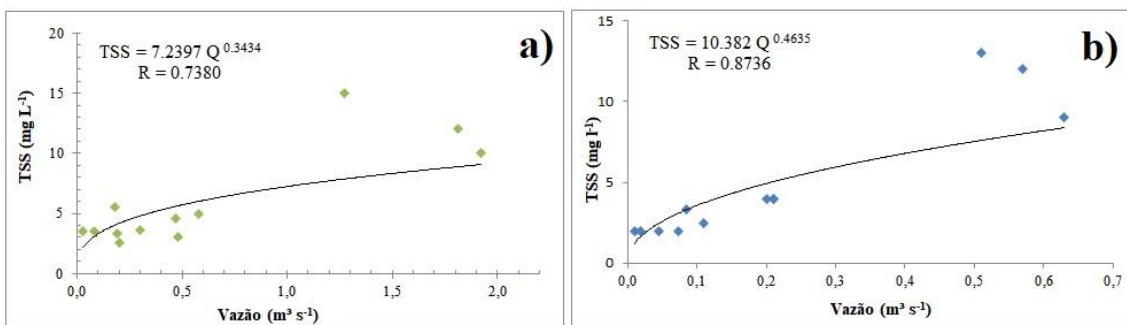 TSS = 7.2397 Q 0.3434
R = 0.7380
a)
TSS (mg L-1)
20
15
10
5
0
0,0 0,5 1,0 1,5 2,0
Vazão (m³ s-1)
TSS = 10.382 Q 0.4635
R = 0.8736
b)
TSS (mg l-1)
15
10
5
0
0,0 0,1 0,2 0,3 0,4 0,5 0,6 0,7
Vazão (m³ s-1)